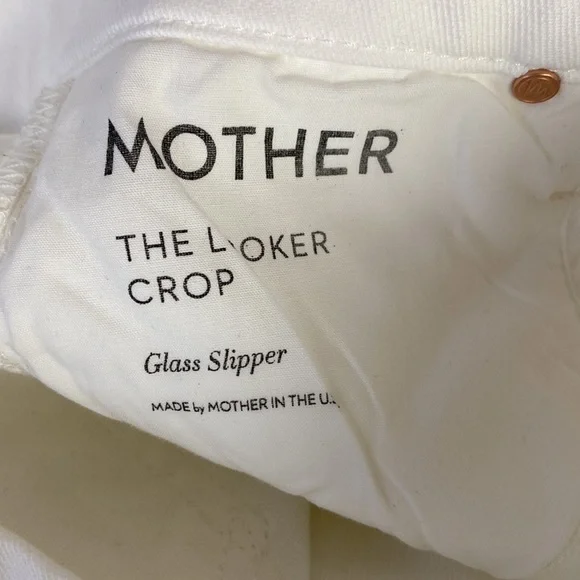 MOTHER
THE LOOKER
CROP
Glass Slipper
MADE by MOTHER IN THE U.S.